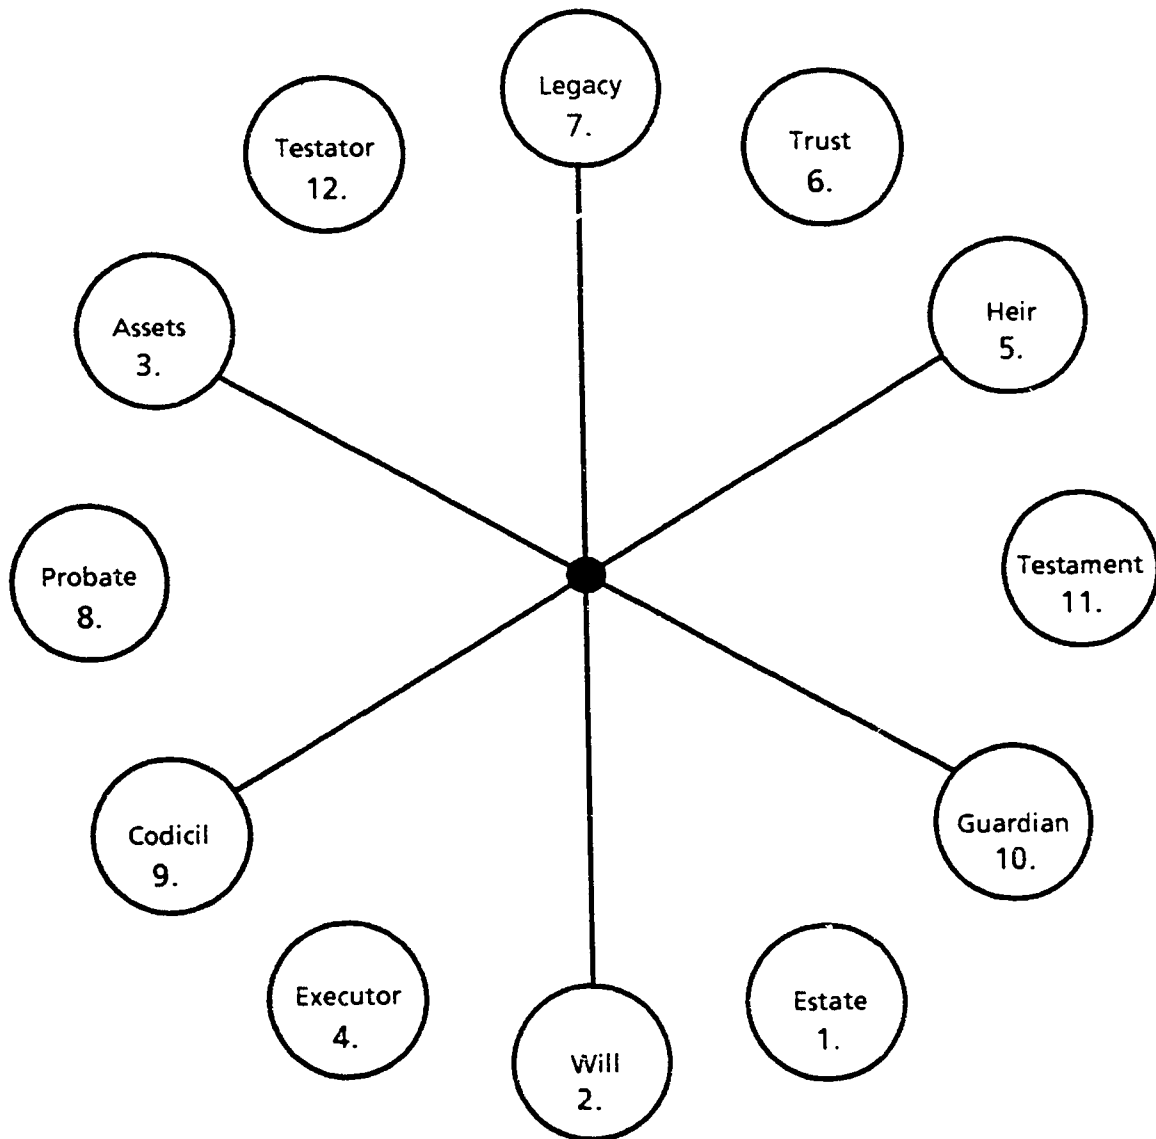 Legacy
7.
Trust
6.
Testator
12.
Heir
5.
Assets
3.
Testament
11.
Probate
8.
Guardian
10.
Codicil
9.
Executor
4.
Estate
1.
Will
2.